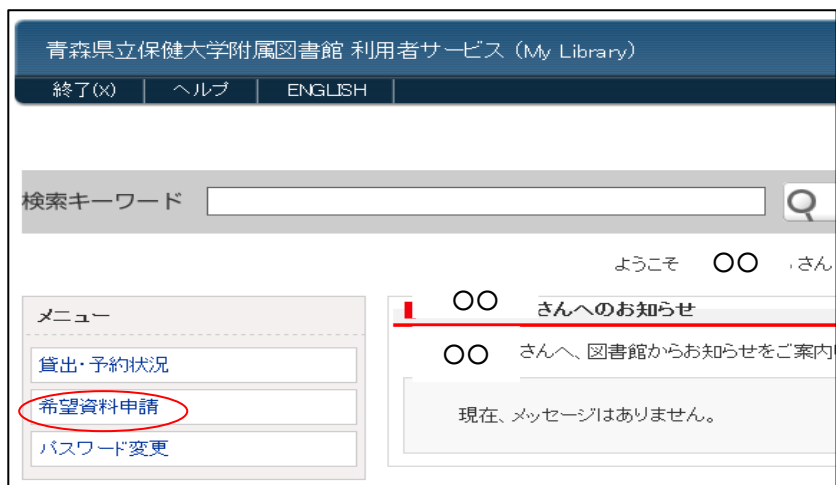 青森県立保健大学附属図書館 利用者サービス (My Library)
終了(X) ヘルプ ENGLISH
検索キーワード
ようこそ 〇〇 さん
メニュー
〇〇 さんへのお知らせ
貸出・予約状況
〇〇 さんへ、図書館からお知らせをご案内
希望資料申請
現在、メッセージはありません。
パスワード変更